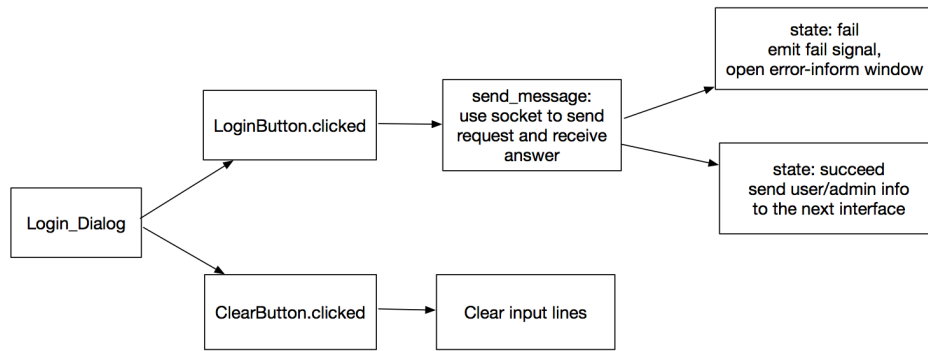 state: fail
emit fail signal,
open error-inform window
send_message:
use socket to send
request and receive
answer
LoginButton.clicked
state: succeed
send user/admin info
to the next interface
Login_Dialog
ClearButton.clicked
Clear input lines